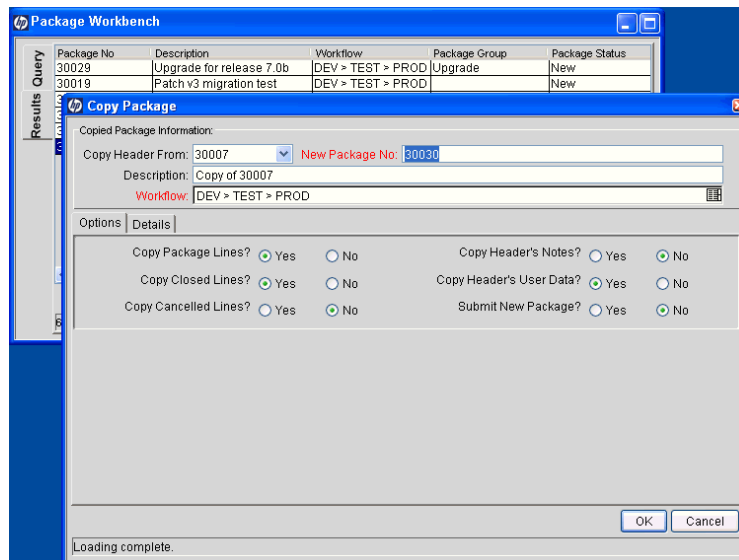 Package Workbench
Query
Results
Package No Description Workflow Package Group Package Status
30029 Upgrade for release 7.0b DEV > TEST > PROD Upgrade New
30019 Patch v3 migration test DEV > TEST > PROD New
Copy Package
Copied Package Information:
Copy Header From: 30007 New Package No: 30030
Description: Copy of 30007
Workflow: DEV > TEST > PROD
Options Details
Copy Package Lines? Yes No Copy Header's Notes? Yes No
Copy Closed Lines? Yes No Copy Header's User Data? Yes No
Copy Cancelled Lines? Yes No Submit New Package? Yes No
OK Cancel
Loading complete.